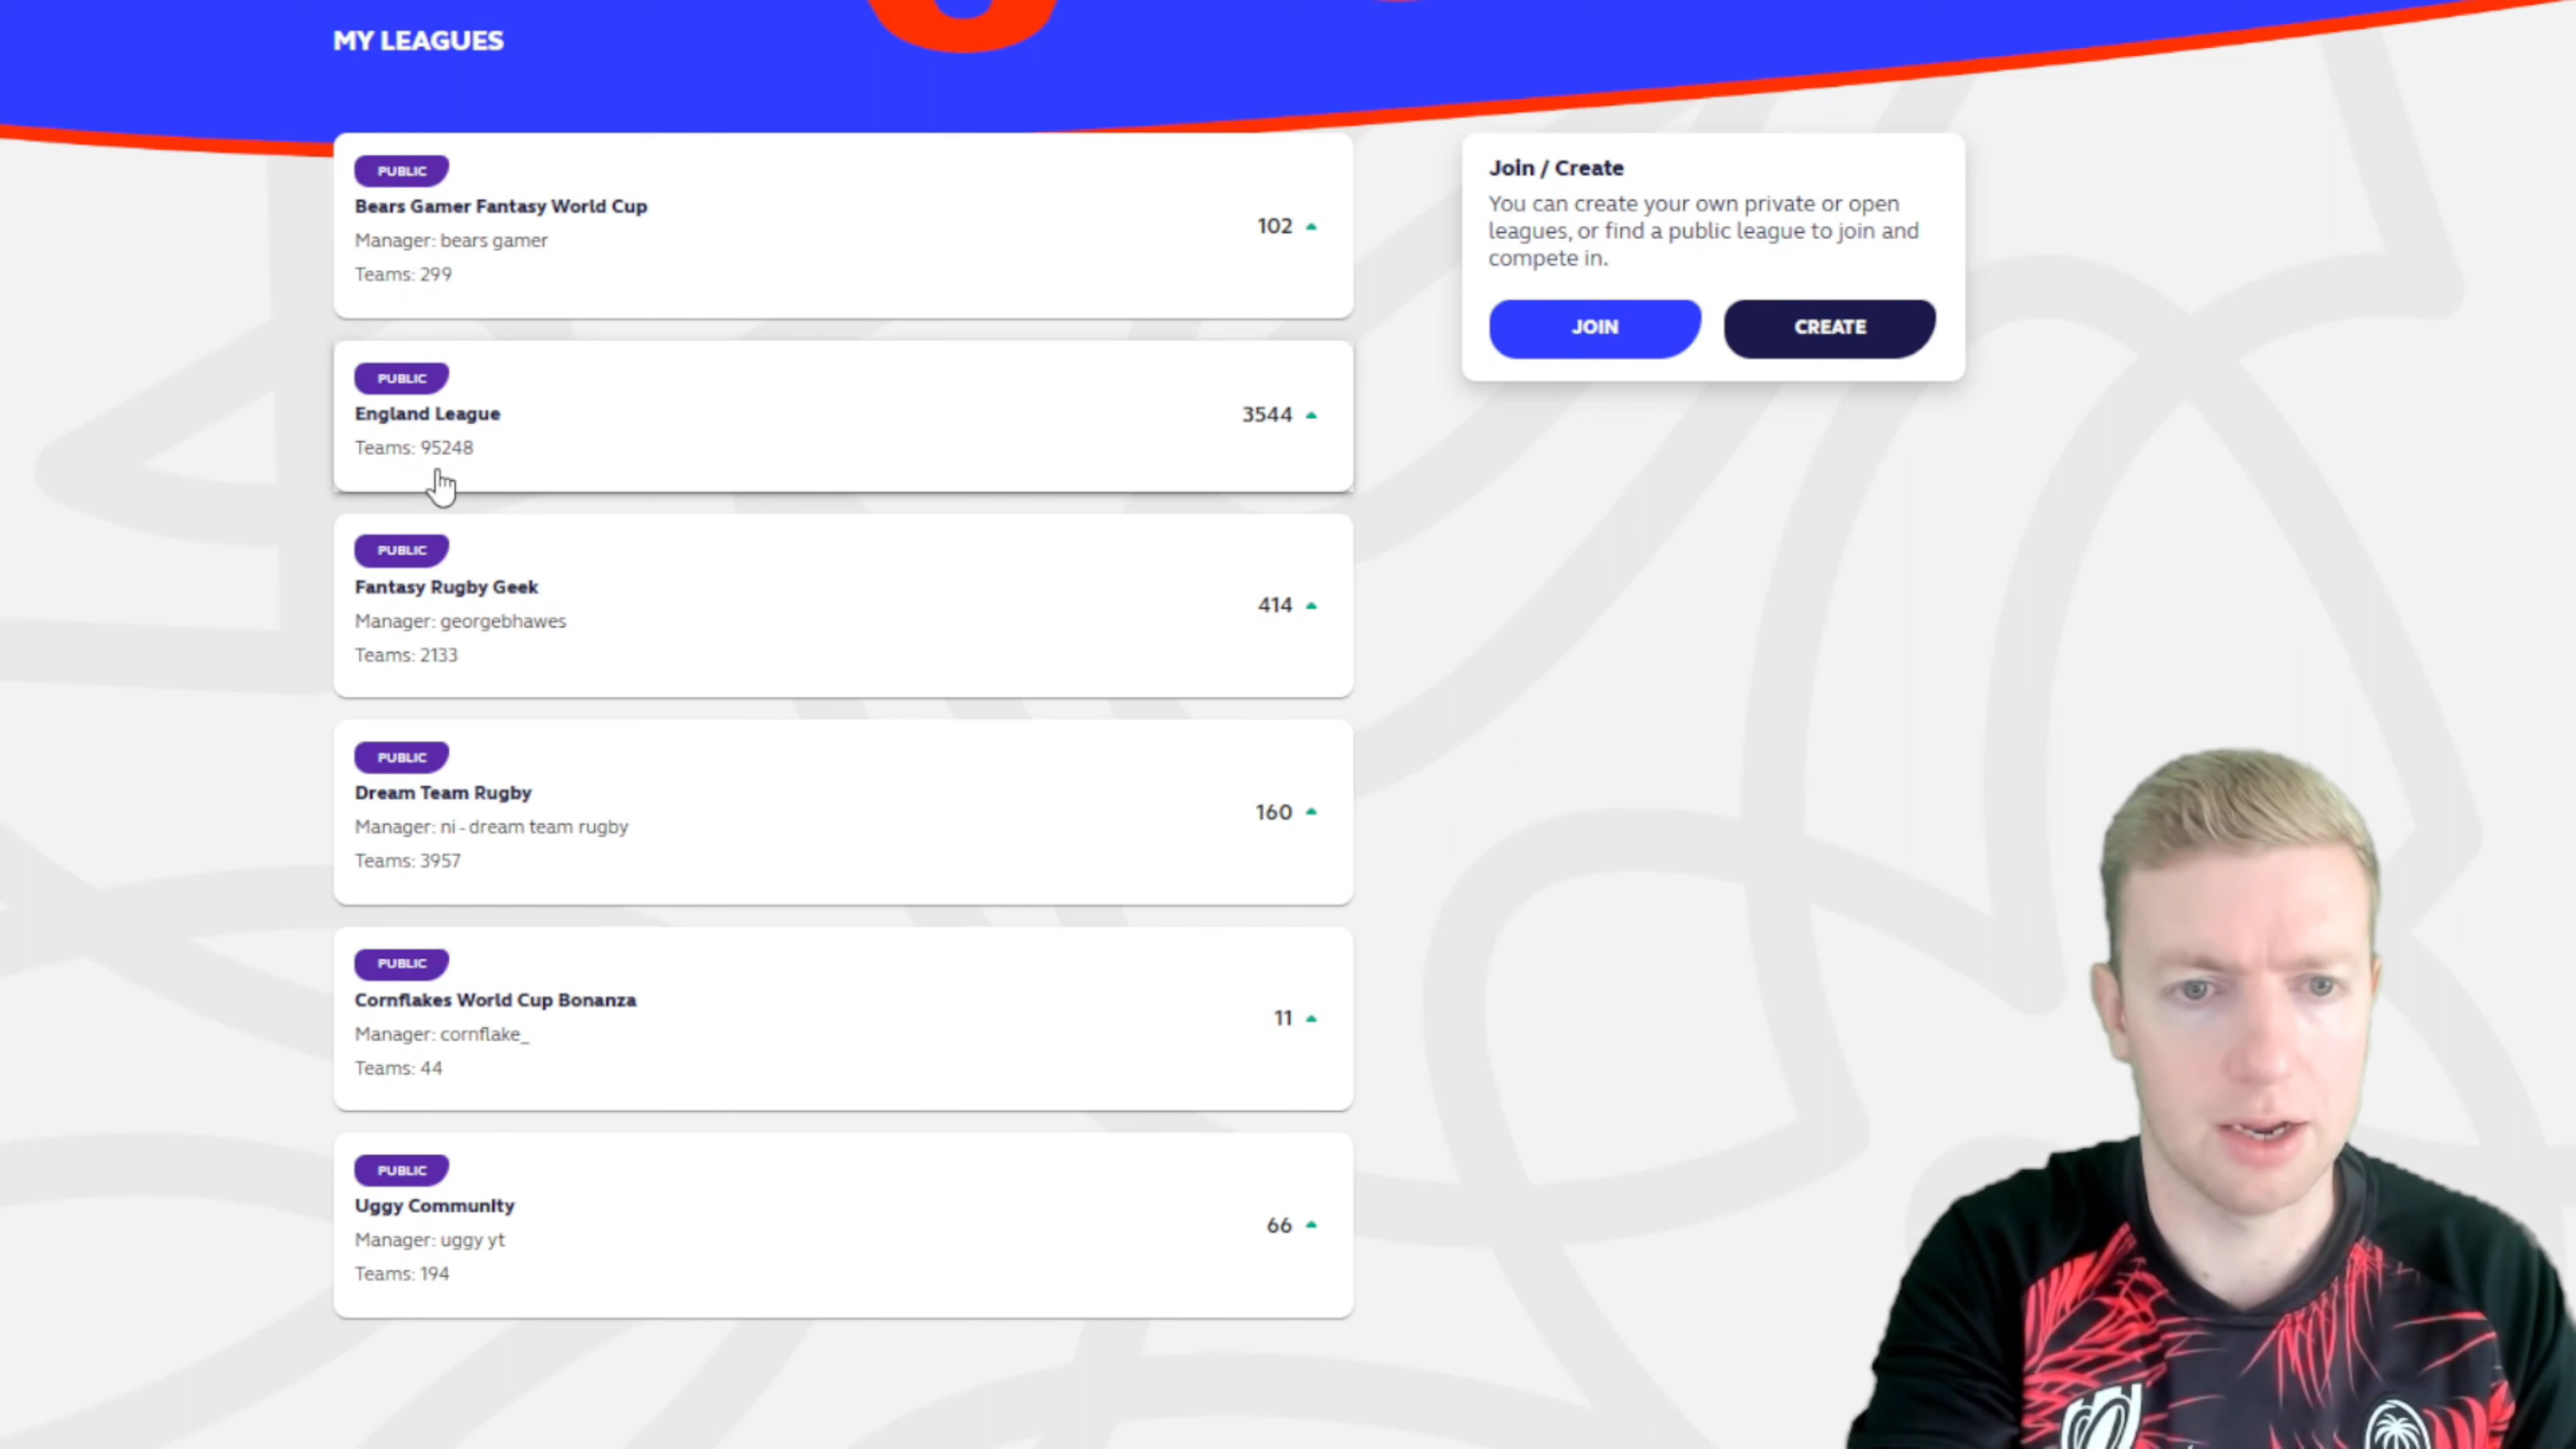 MY LEAGUES
PUBLIC
Bears Gamer Fantasy World Cup
Manager: bears gamer
Teams: 299
102
PUBLIC
England League
Teams: 95248
3544
PUBLIC
Fantasy Rugby Geek
Manager: georgebhawes
Teams: 2133
414
PUBLIC
Dream Team Rugby
Manager: ni - dream team rugby
Teams: 3957
160
PUBLIC
Cornflakes World Cup Bonanza
Manager: cornflake_
Teams: 44
11
PUBLIC
Uggy Community
Manager: uggy yt
Teams: 194
66
Join / Create
You can create your own private or open
leagues, or find a public league to join and
compete in.
JOIN
CREATE